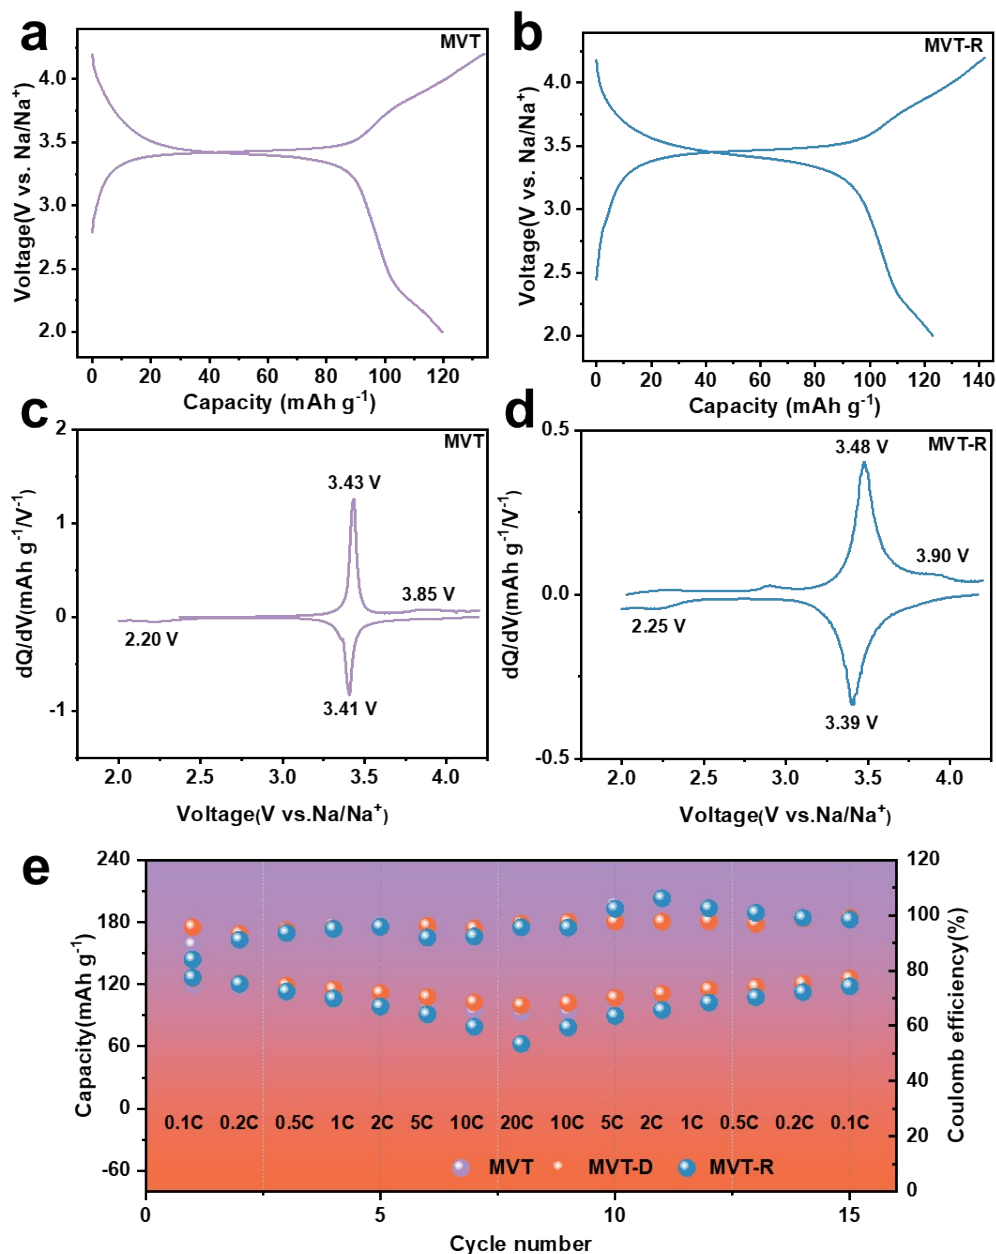 a
MVT
Voltage(V vs. Na/Na+)
4.0
3.5
3.0
2.5
2.0
0 20 40 60 80 100 120
Capacity (mAh g-1)
b
MVT-R
Voltage(V vs. Na/Na+)
4.0
3.5
3.0
2.5
2.0
0 20 40 60 80 100 120 140
Capacity (mAh g-1)
c
MVT
dQ/dV(mAh g-1/V-1)
2
1
0
-1
3.43 V
3.85 V
2.20 V
3.41 V
2.0 2.5 3.0 3.5 4.0
Voltage(V vs.Na/Na+)
d
MVT-R
dQ/dV(mAh g-1/V-1)
0.5
0.0
-0.5
3.48 V
3.90 V
2.25 V
3.39 V
2.0 2.5 3.0 3.5 4.0
Voltage(V vs.Na/Na+)
e
Capacity(mAh g-1)
240
180
120
60
0
-60
Coulomb efficiency(%)
120
100
80
60
40
20
0
0.1C 0.2C 0.5C 1C 2C 5C 10C 20C 10C 5C 2C 1C 0.5C 0.2C 0.1C
MVT MVT-D MVT-R
0 5 10 15
Cycle number